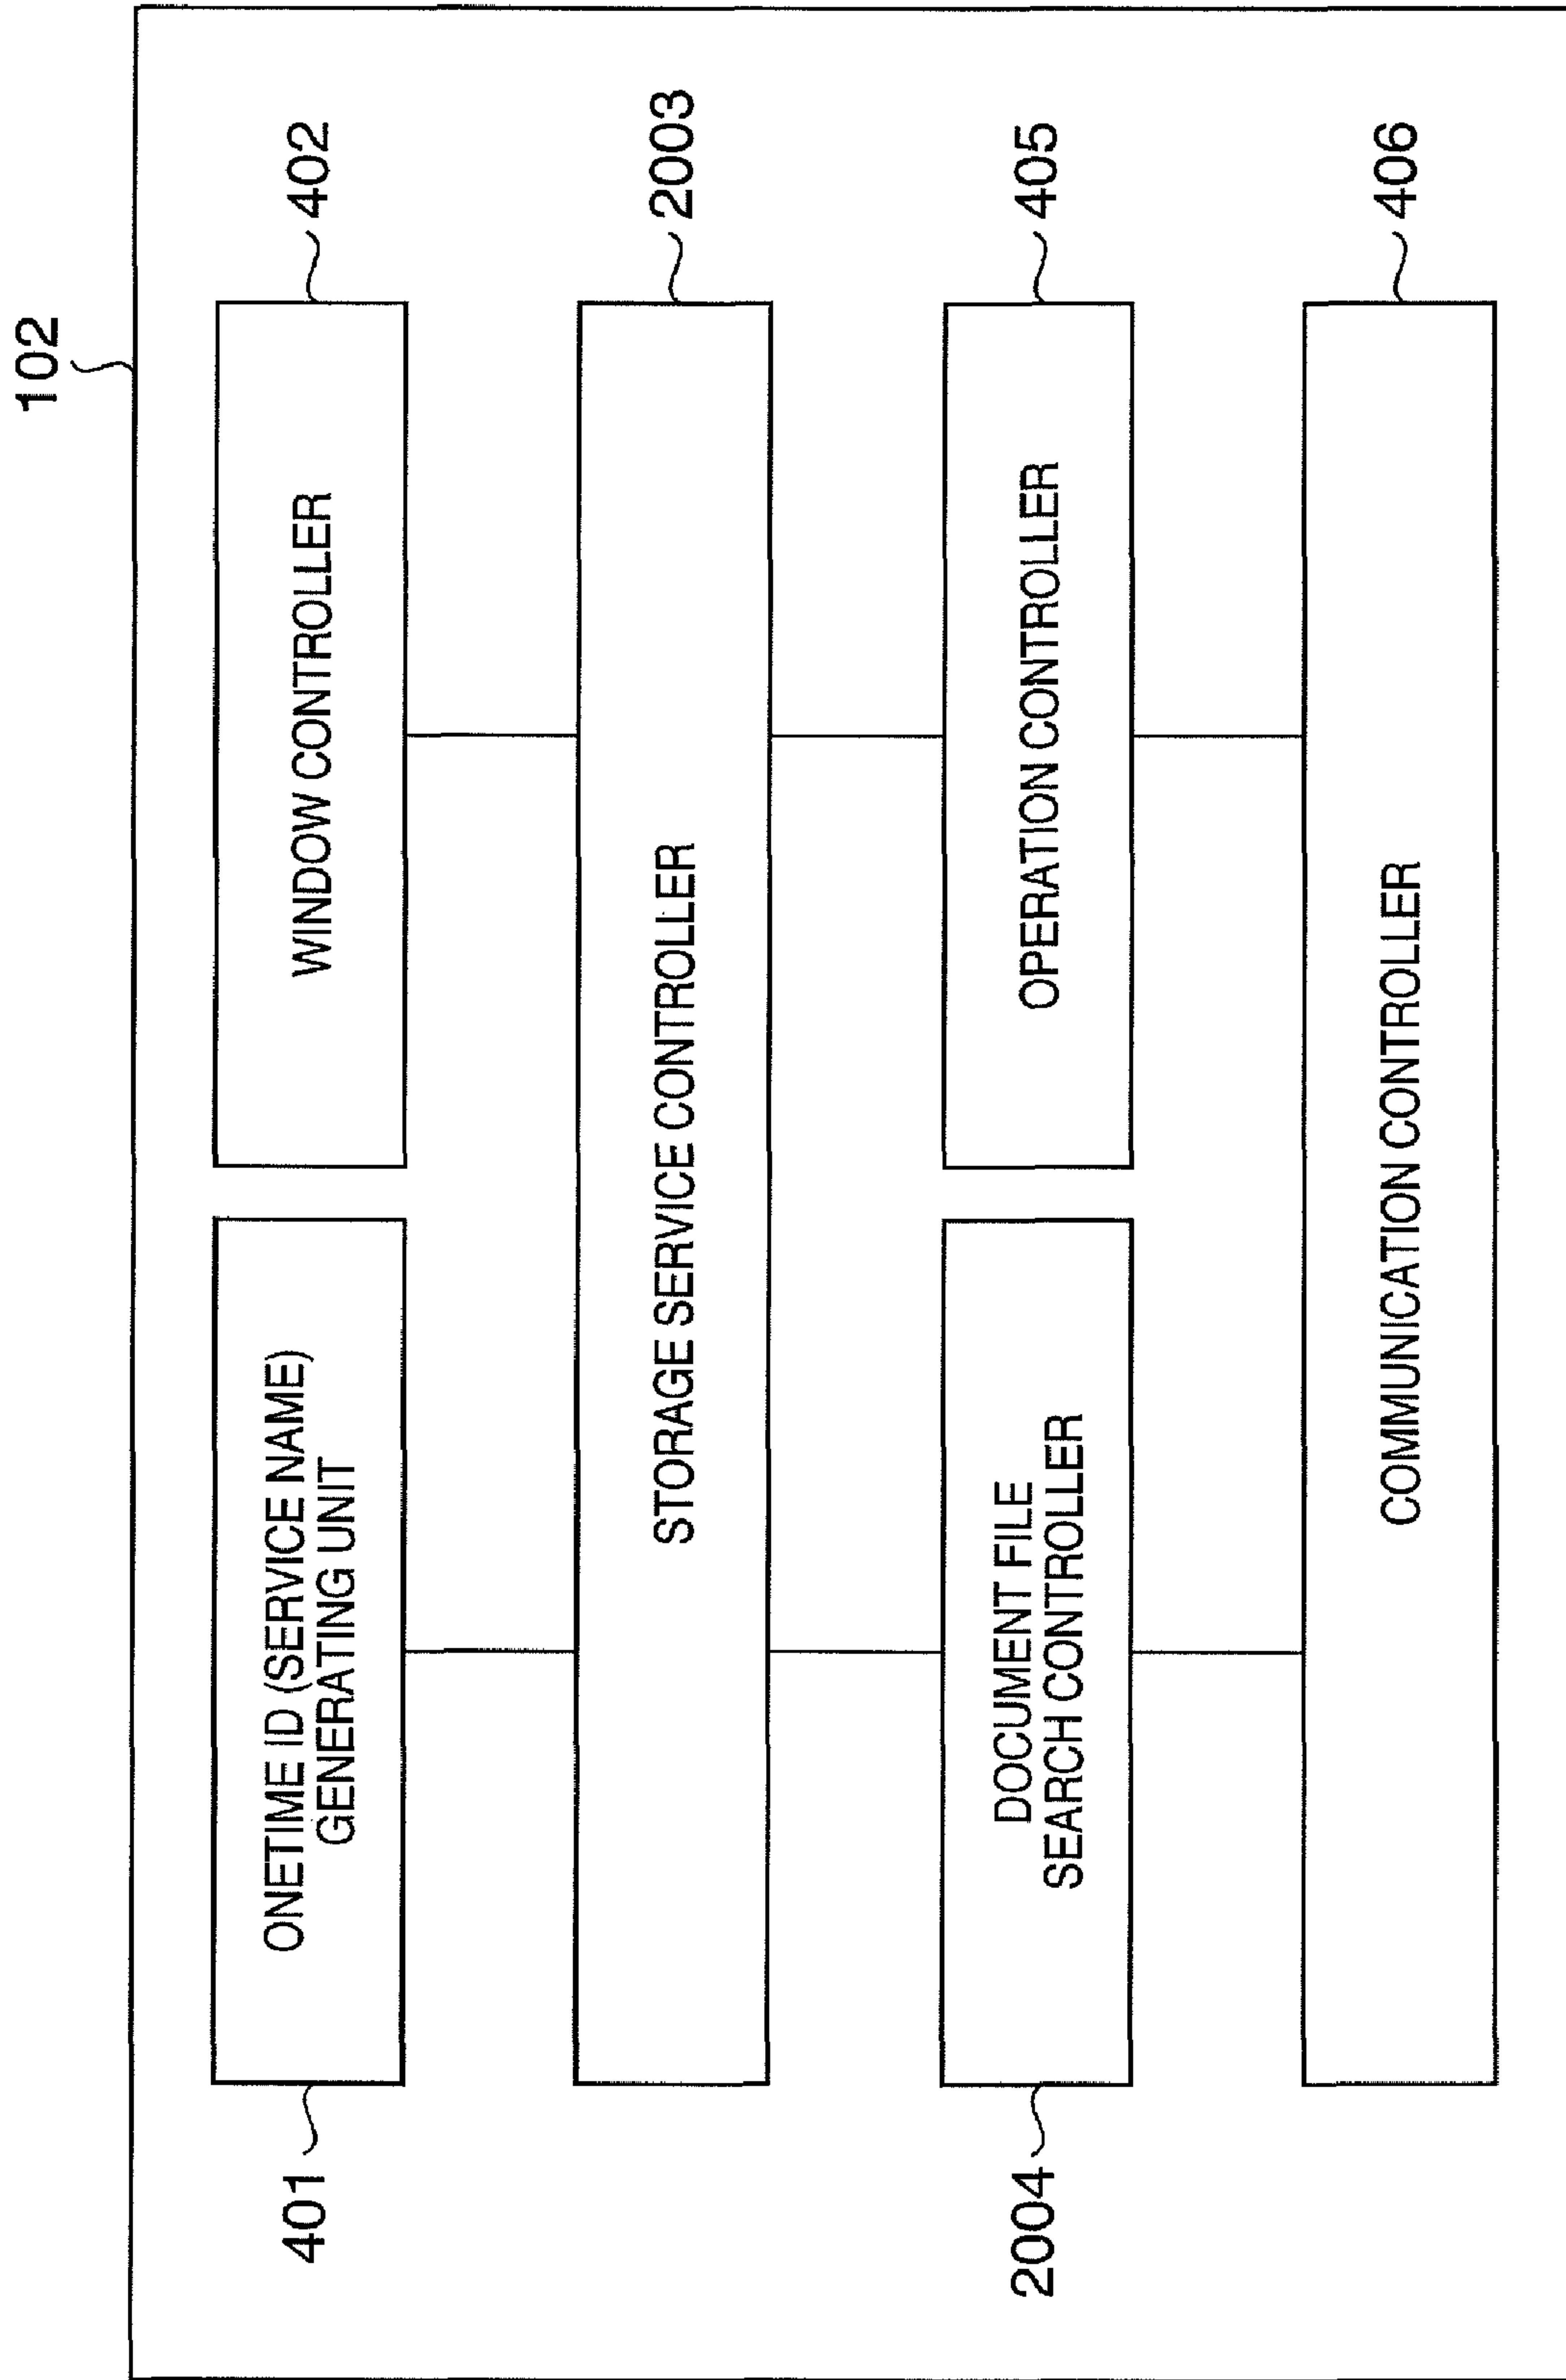 102
401
ONETIME ID (SERVICE NAME)
GENERATING UNIT
WINDOW CONTROLLER
402
STORAGE SERVICE CONTROLLER
2003
2004
DOCUMENT FILE
SEARCH CONTROLLER
OPERATION CONTROLLER
405
COMMUNICATION CONTROLLER
406